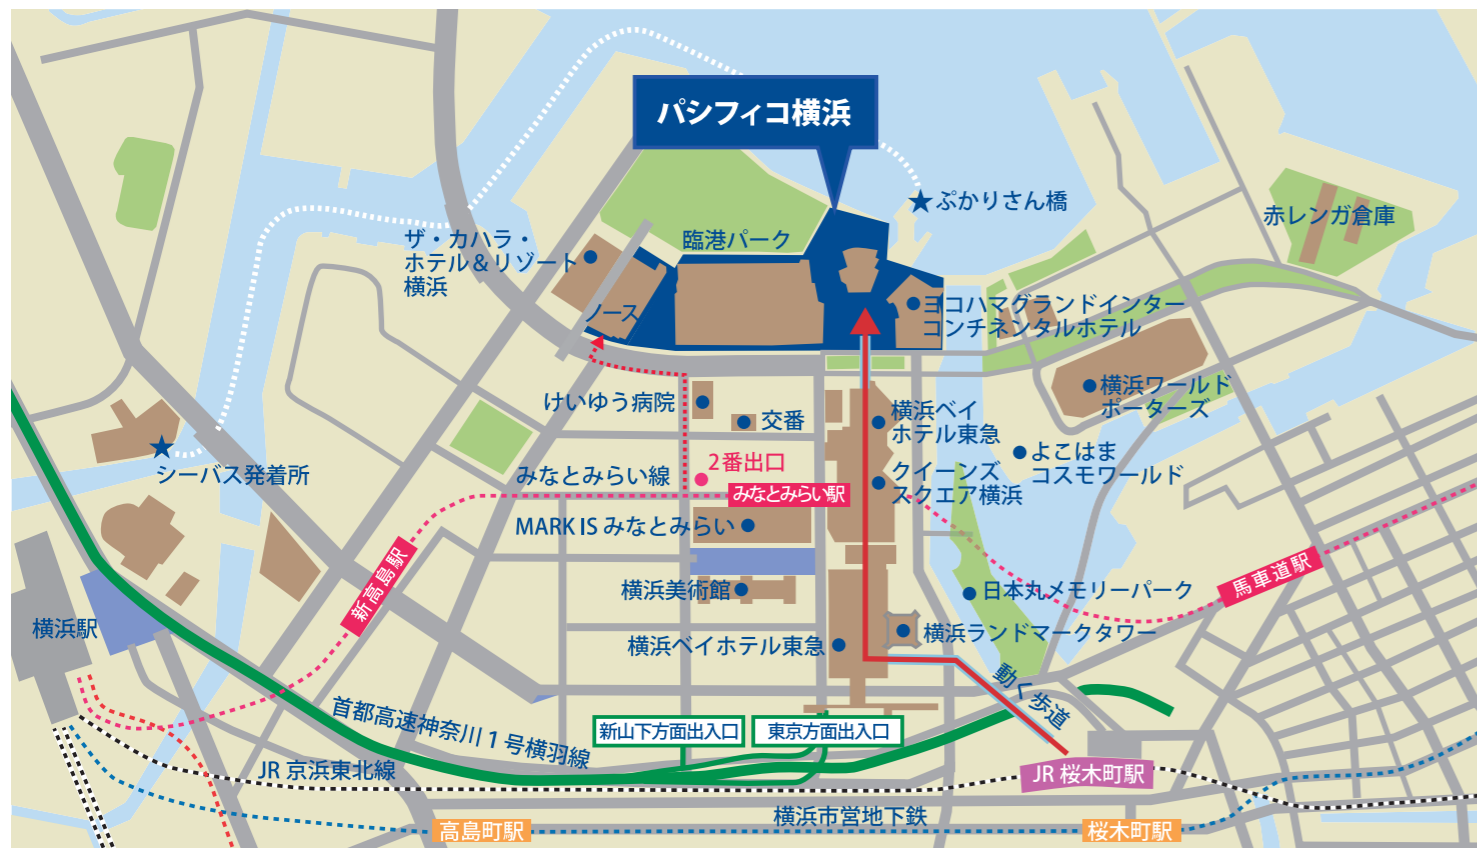 パシフィコ横浜
ぷかりさん橋
赤レンガ倉庫
ザ・カハラ・
ホテル＆リゾート
横浜
臨港パーク
ノース
ヨコハマグランドインター
コンチネンタルホテル
けいゆう病院
交番
横浜ベイ
ホテル東急
横浜ワールド
ポーターズ
シーバス発着所
みなとみらい線
2番出口
みなとみらい駅
クイーンズ
スクエア横浜
よこはま
コスモワールド
MARK IS みなとみらい
新高島駅
馬車道駅
横浜美術館
日本丸メモリーパーク
横浜駅
横浜ベイホテル東急
横浜ランドマークタワー
動く歩道
首都高速神奈川1号横羽線
新山下方面出入口
東京方面出入口
JR 京浜東北線
JR 桜木町駅
横浜市営地下鉄
高島町駅
桜木町駅